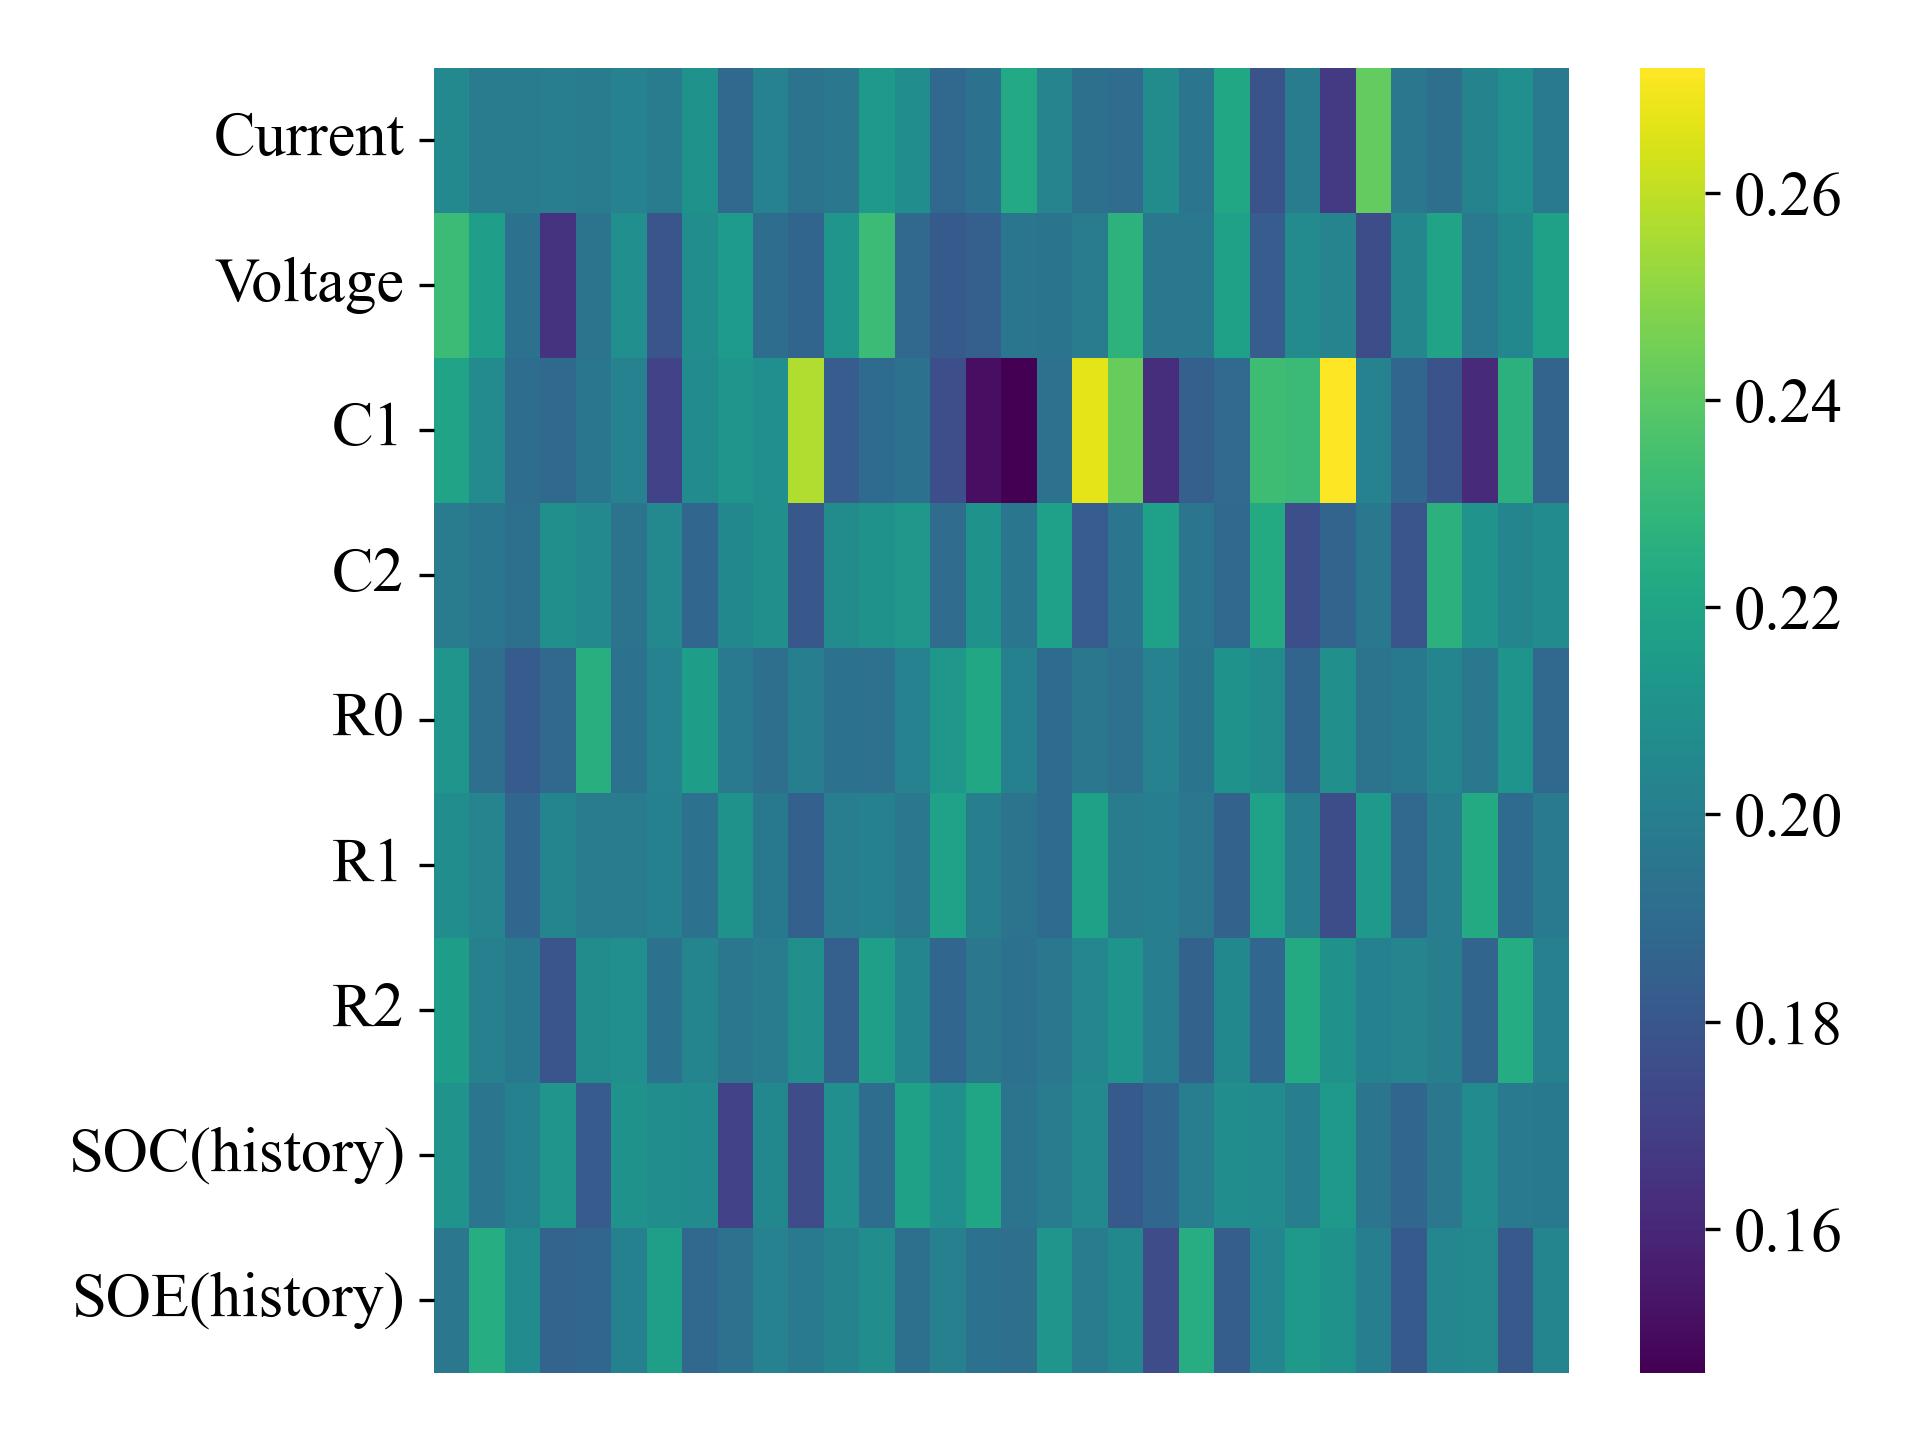 Current
Voltage
C1
C2
R0
R1
R2
SOC(history)
SOE(history)
0.26
0.24
0.22
0.20
0.18
0.16